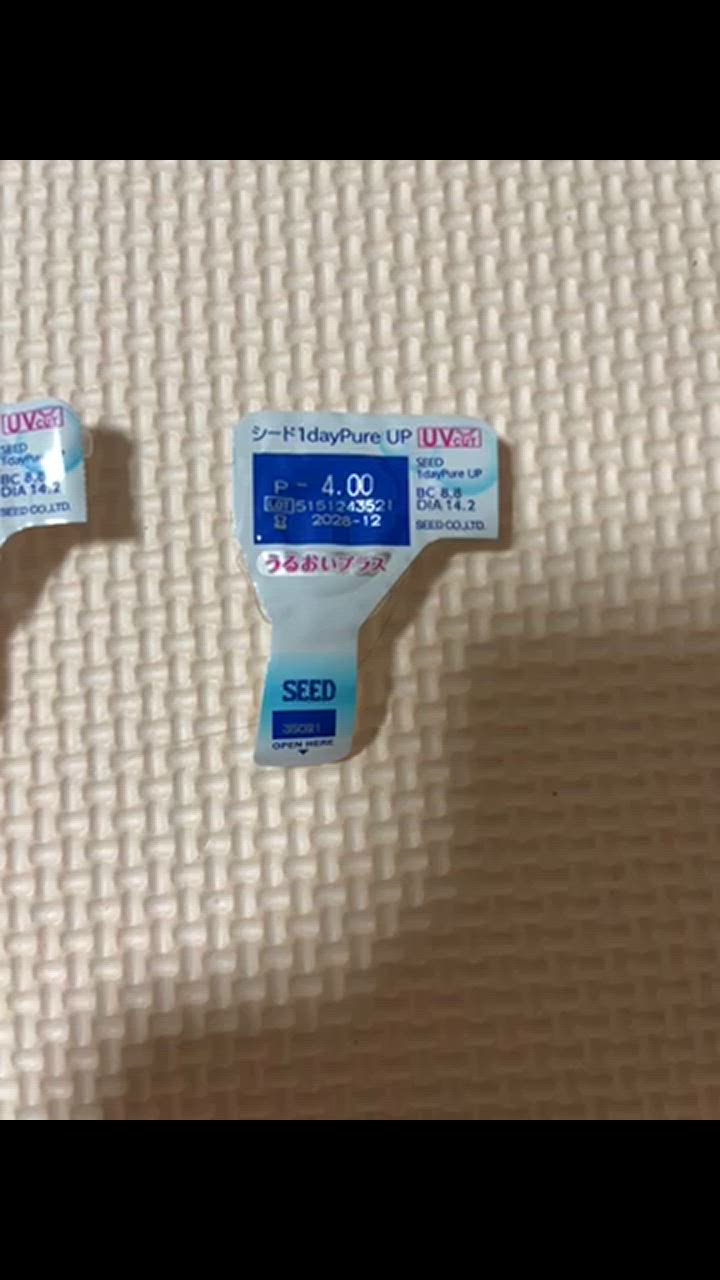 UV CUT
SEED
1dayPure
BC 8.8
DIA 14.2
SEED CO.,LTD.
シード1dayPure UP
UV CUT
SEED
1dayPure UP
BC 8.8
DIA 14.2
SEED CO.,LTD.
P - 4.00
LOT 5151243521
2028-12
うるおいプラス
SEED
OPEN HERE